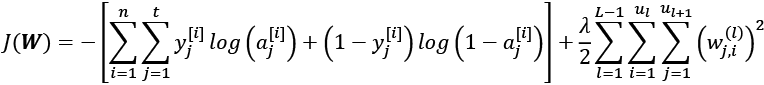 J(W) = −[∑_{i=1}^{n} ∑_{j=1}^{t} y_j^{[i]} log(a_j^{[i]}) + (1 − y_j^{[i]}) log(1 − a_j^{[i]})] + λ/2 ∑_{l=1}^{L−1} ∑_{i=1}^{u_l} ∑_{j=1}^{u_{l+1}} (w_{j,i}^{(l)})^2